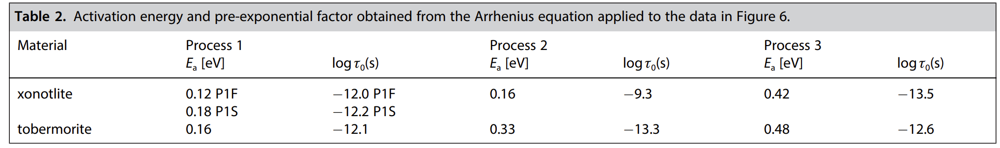 Table 2. Activation energy and pre-exponential factor obtained from the Arrhenius equation applied to the data in Figure 6.
Material Process 1 Process 2 Process 3
Eₐ [eV] log τ₀(s) Eₐ [eV] log τ₀(s) Eₐ [eV] log τ₀(s)
xonotlite 0.12 P1F −12.0 P1F 0.16 −9.3 0.42 −13.5
0.18 P1S −12.2 P1S
tobermorite 0.16 −12.1 0.33 −13.3 0.48 −12.6